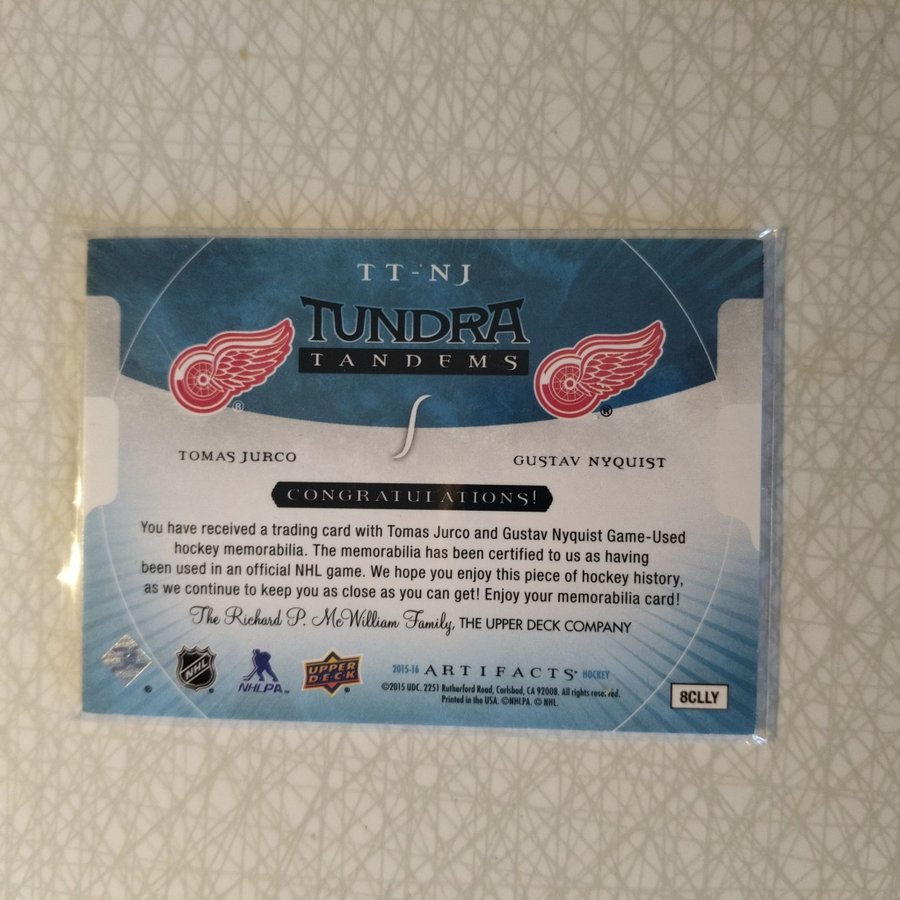 TT-NJ
TUNDRA
TANDEMS
®
®
TOMAS JURCO
GUSTAV NYQUIST
CONGRATULATIONS!
You have received a trading card with Tomas Jurco and Gustav Nyquist Game-Used
hockey memorabilia. The memorabilia has been certified to us as having
been used in an official NHL game. We hope you enjoy this piece of hockey history,
as we continue to keep you as close as you can get! Enjoy your memorabilia card!
The Richard P. McWilliam Family, THE UPPER DECK COMPANY
NHL
NHLPA
UPPER
DECK
2015-16 ARTIFACTS HOCKEY
©2015 UDC. 2251 Rutherford Road, Carlsbad, CA 92008. All rights reserved.
Printed in the USA. ©NHLPA. © NHL.
8CLLY